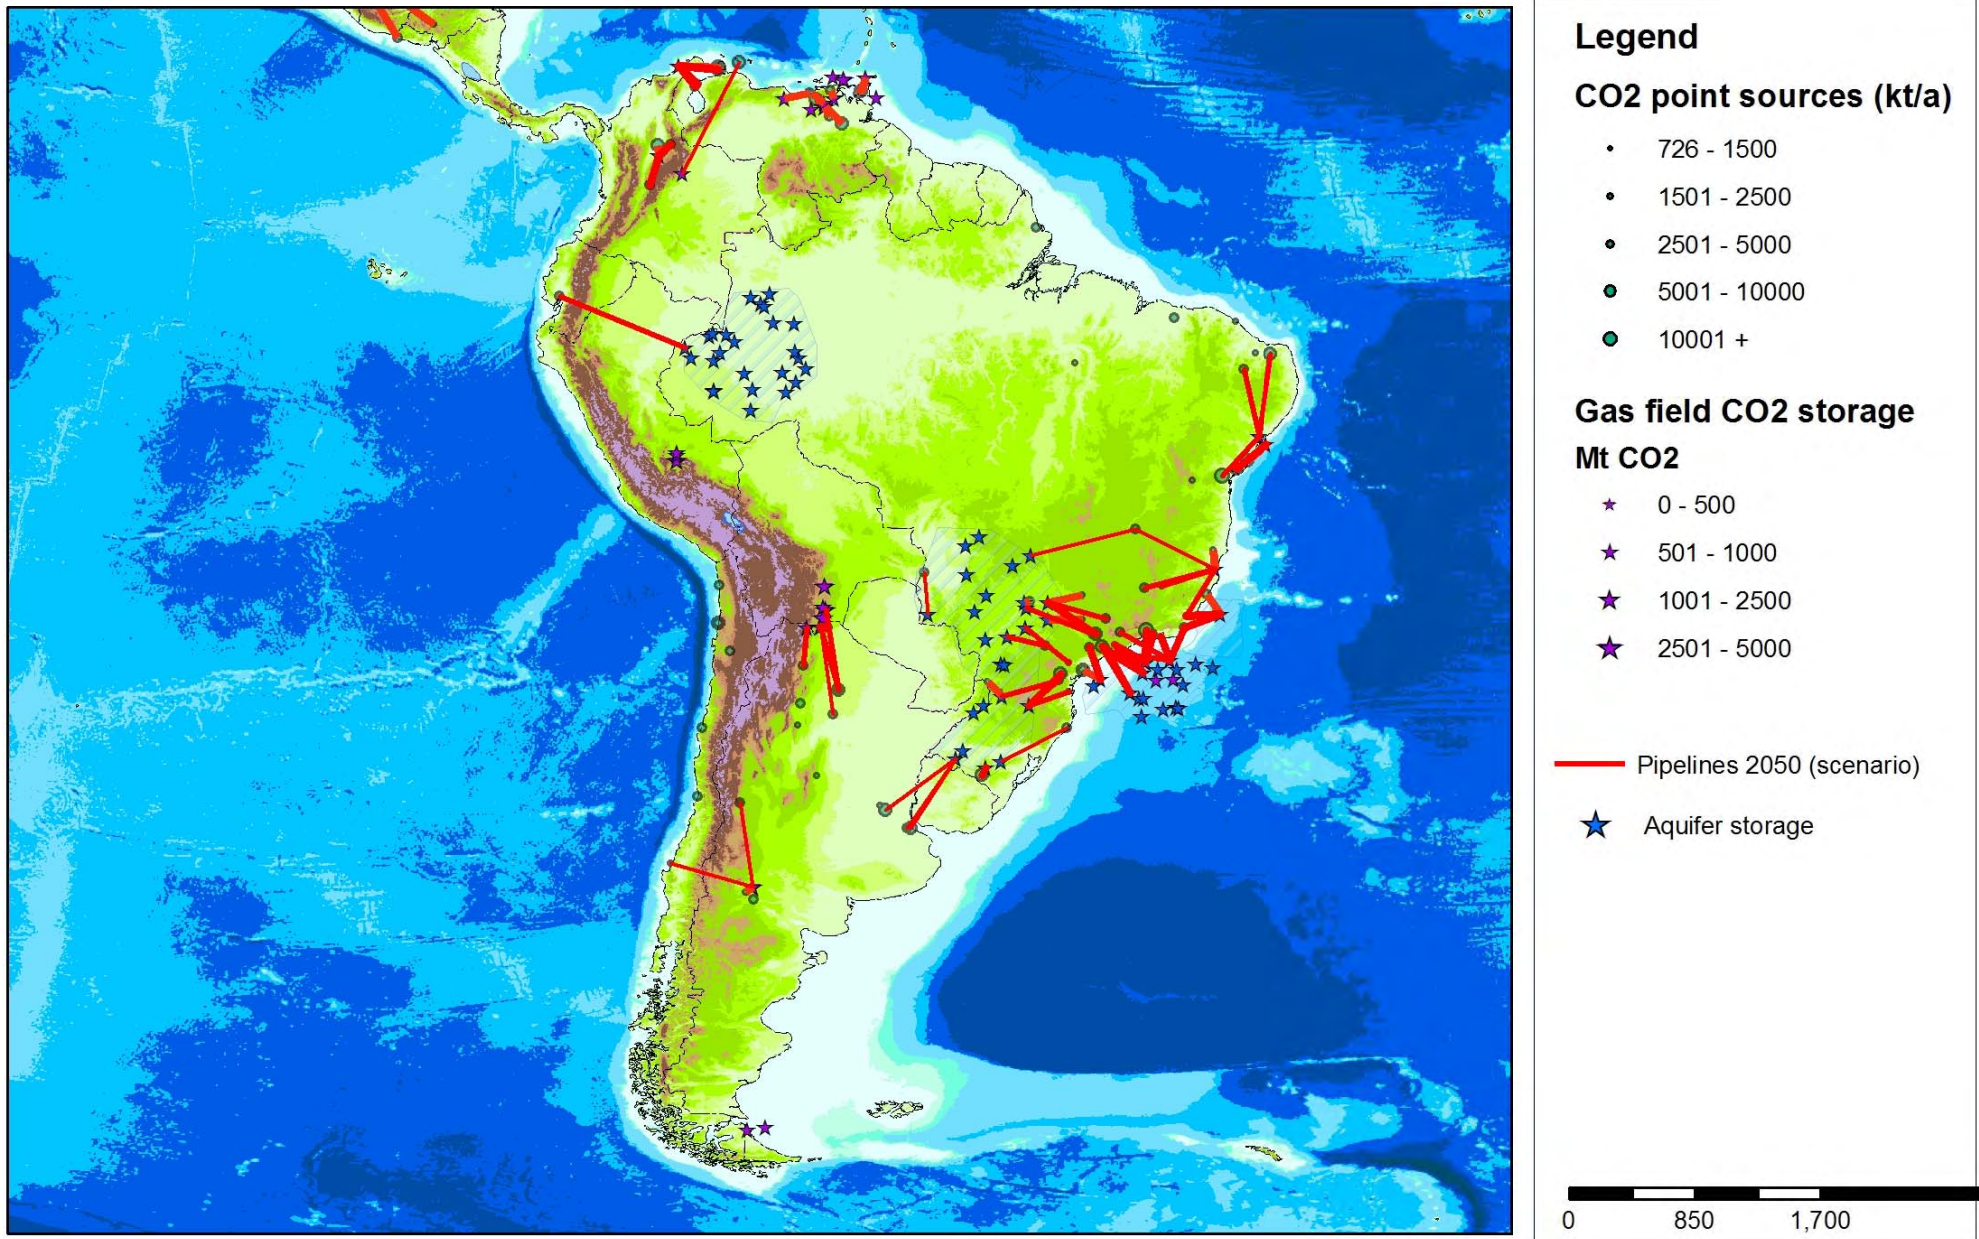 Legend
CO2 point sources (kt/a)
726 - 1500
1501 - 2500
2501 - 5000
5001 - 10000
10001 +
Gas field CO2 storage
Mt CO2
0 - 500
501 - 1000
1001 - 2500
2501 - 5000
Pipelines 2050 (scenario)
Aquifer storage
0 850 1,700